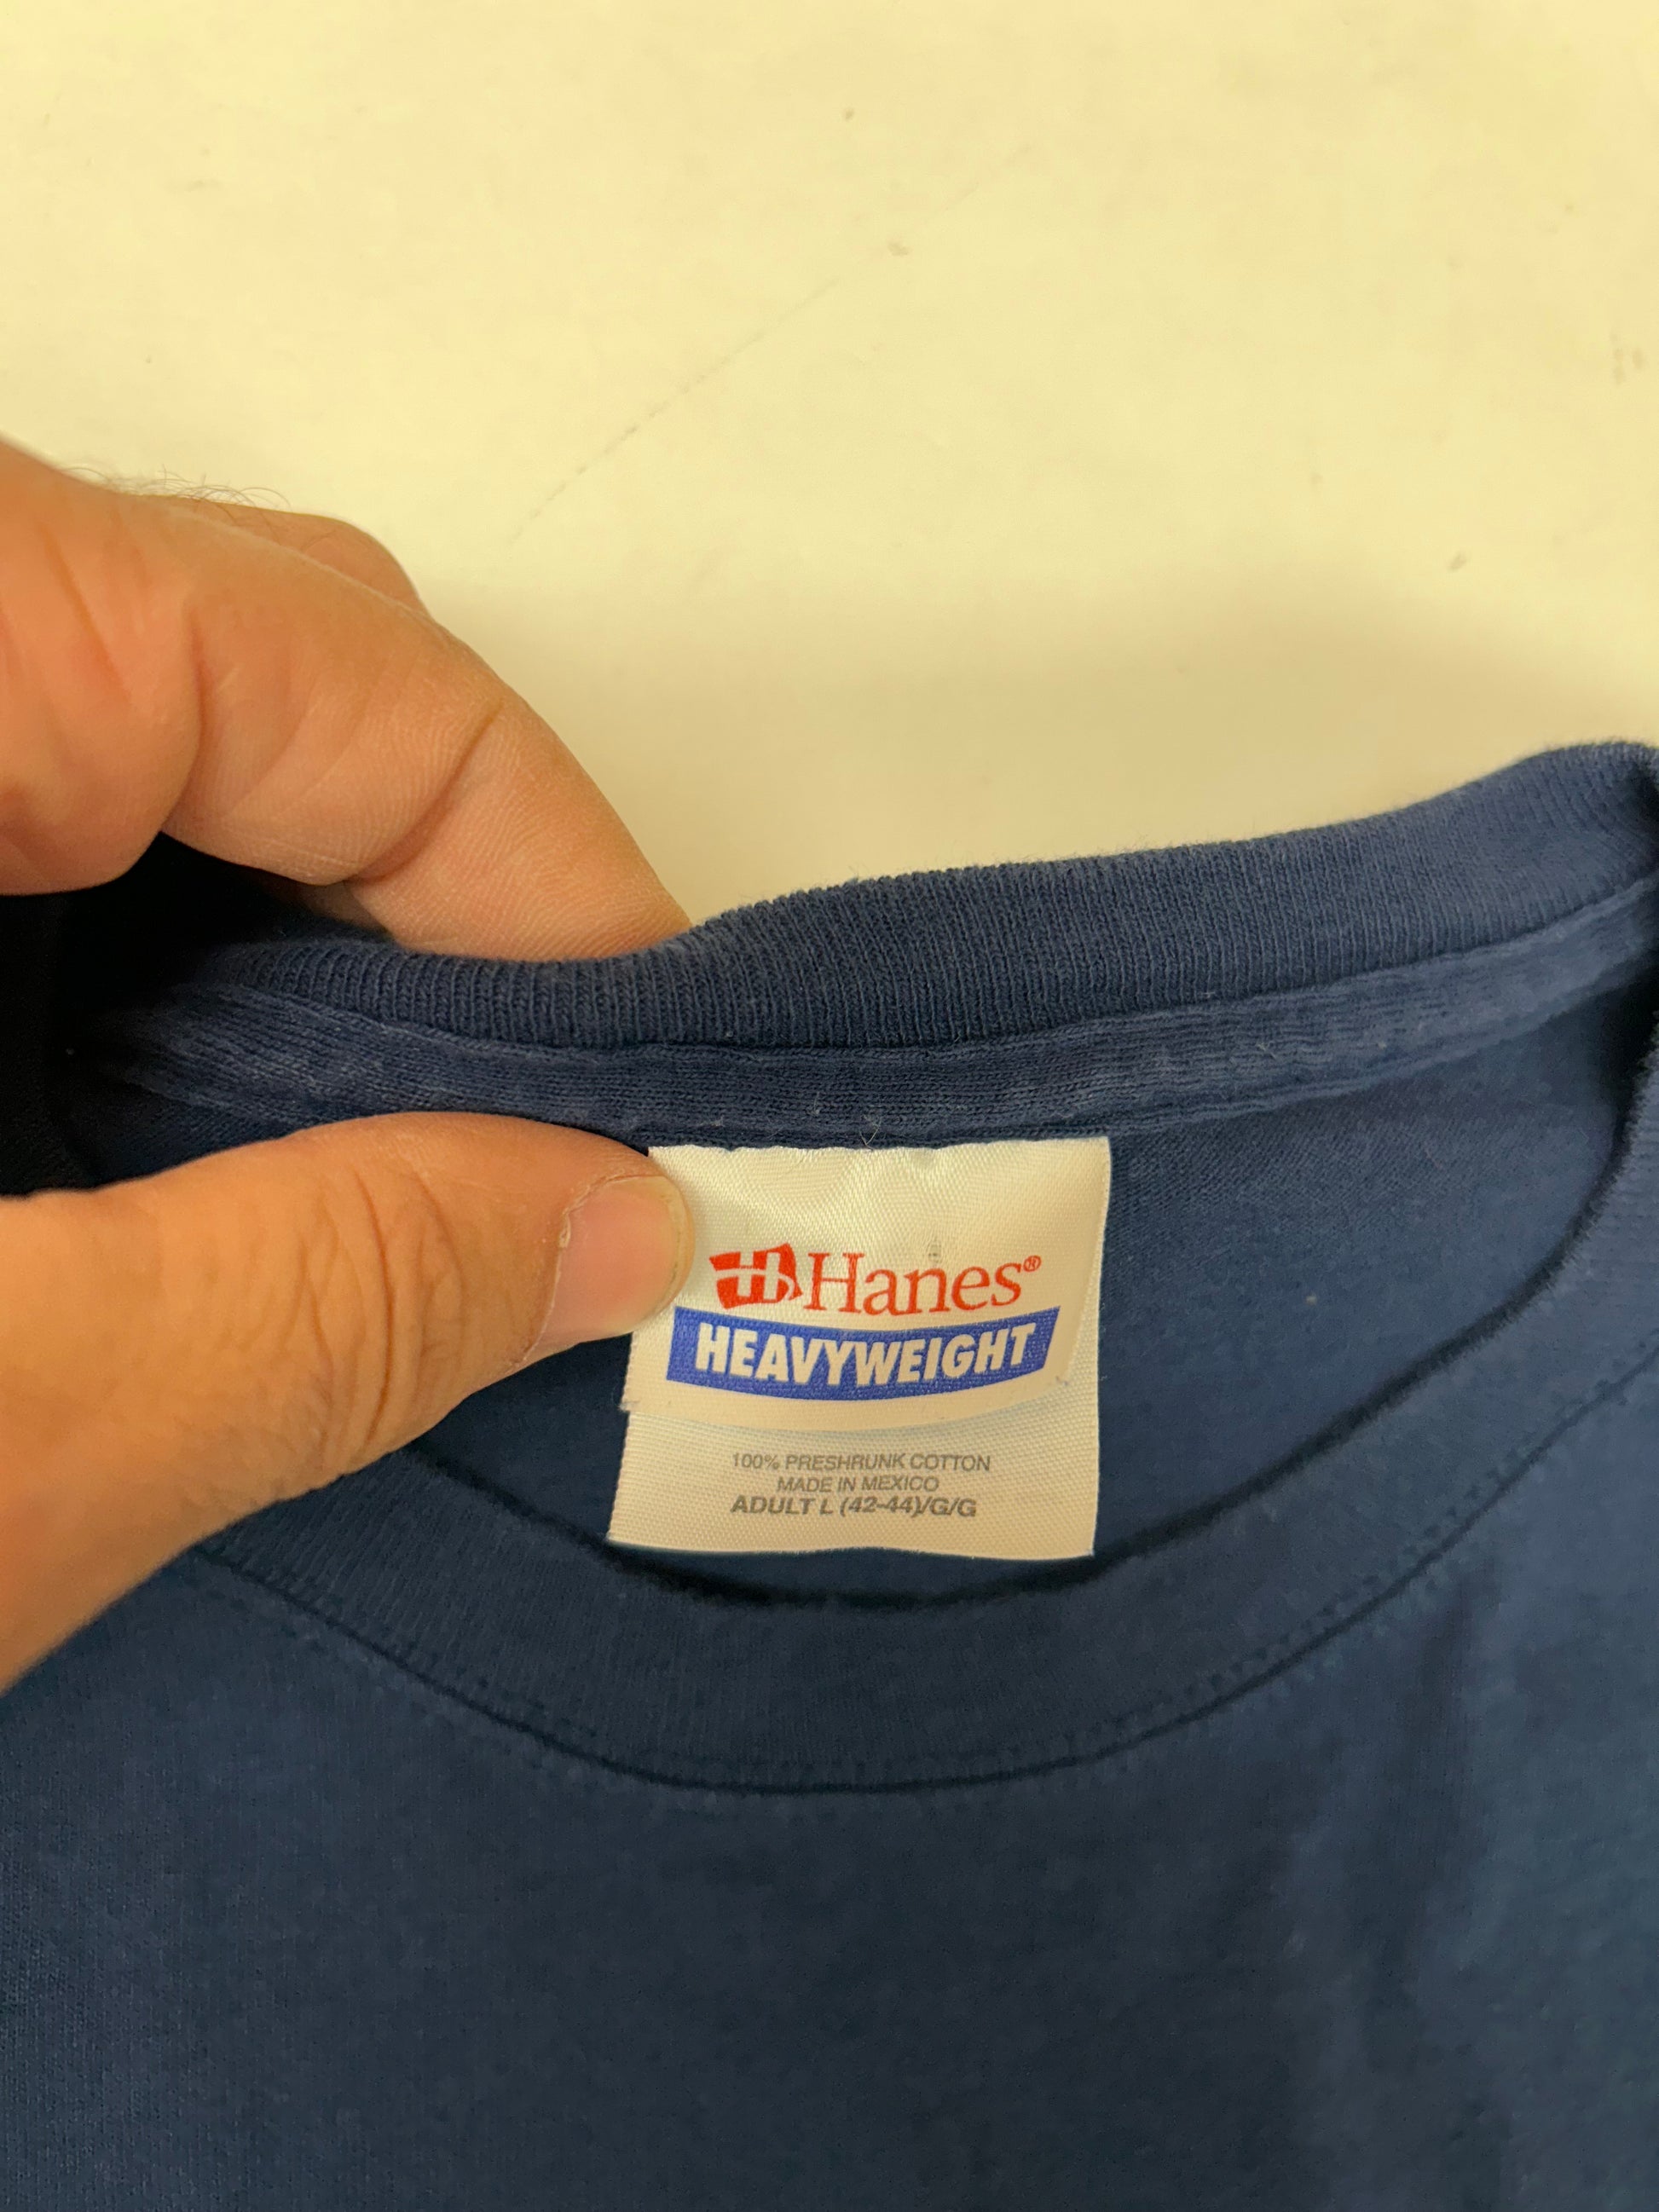 Hanes®
HEAVYWEIGHT
100% PRESHRUNK COTTON
MADE IN MEXICO
ADULT L (42-44)/G/G